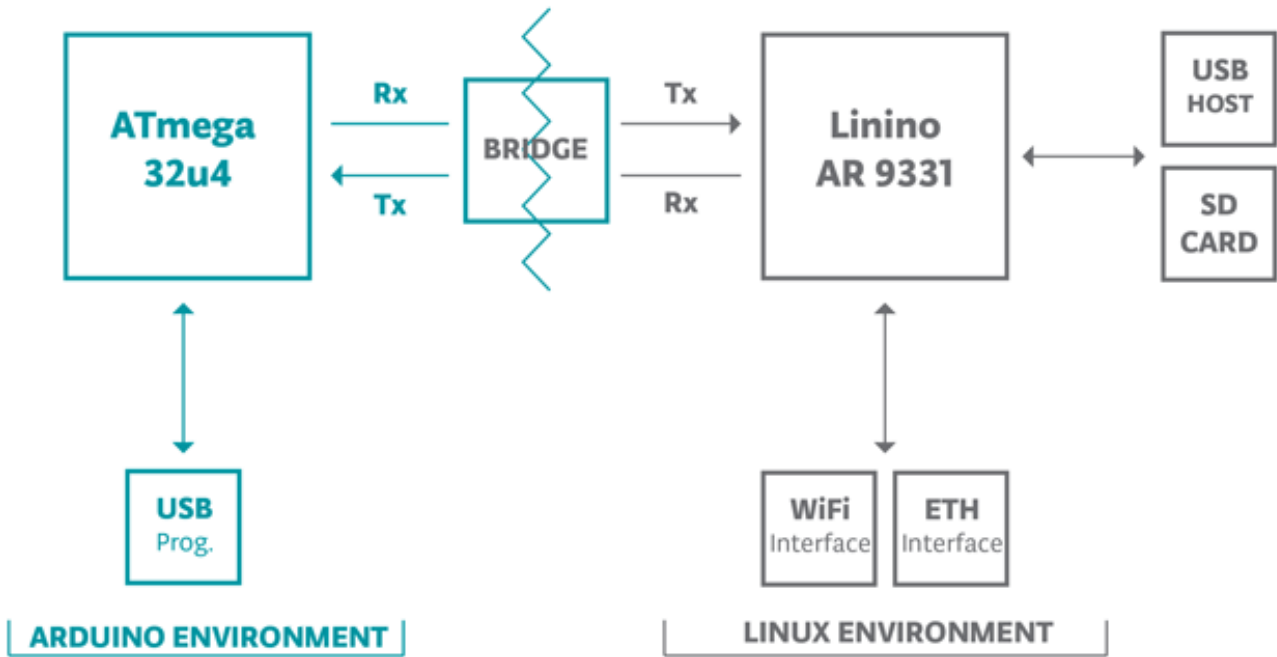 ATmega
32u4
Rx
Tx
BRIDGE
Tx
Rx
Linino
AR 9331
USB
HOST
SD
CARD
USB
Prog.
WiFi
Interface
ETH
Interface
ARDUINO ENVIRONMENT
LINUX ENVIRONMENT